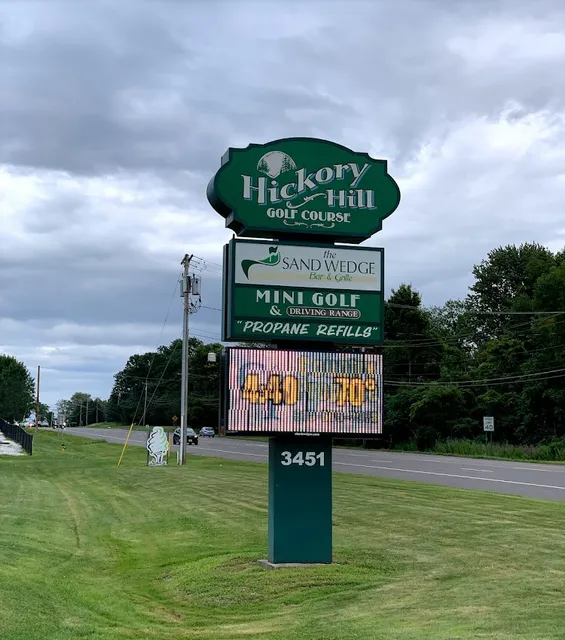 Hickory
Hill
GOLF COURSE
the
SAND WEDGE
Bar & Grille
MINI GOLF
& DRIVING RANGE
"PROPANE REFILLS"
4:40 70°
3451